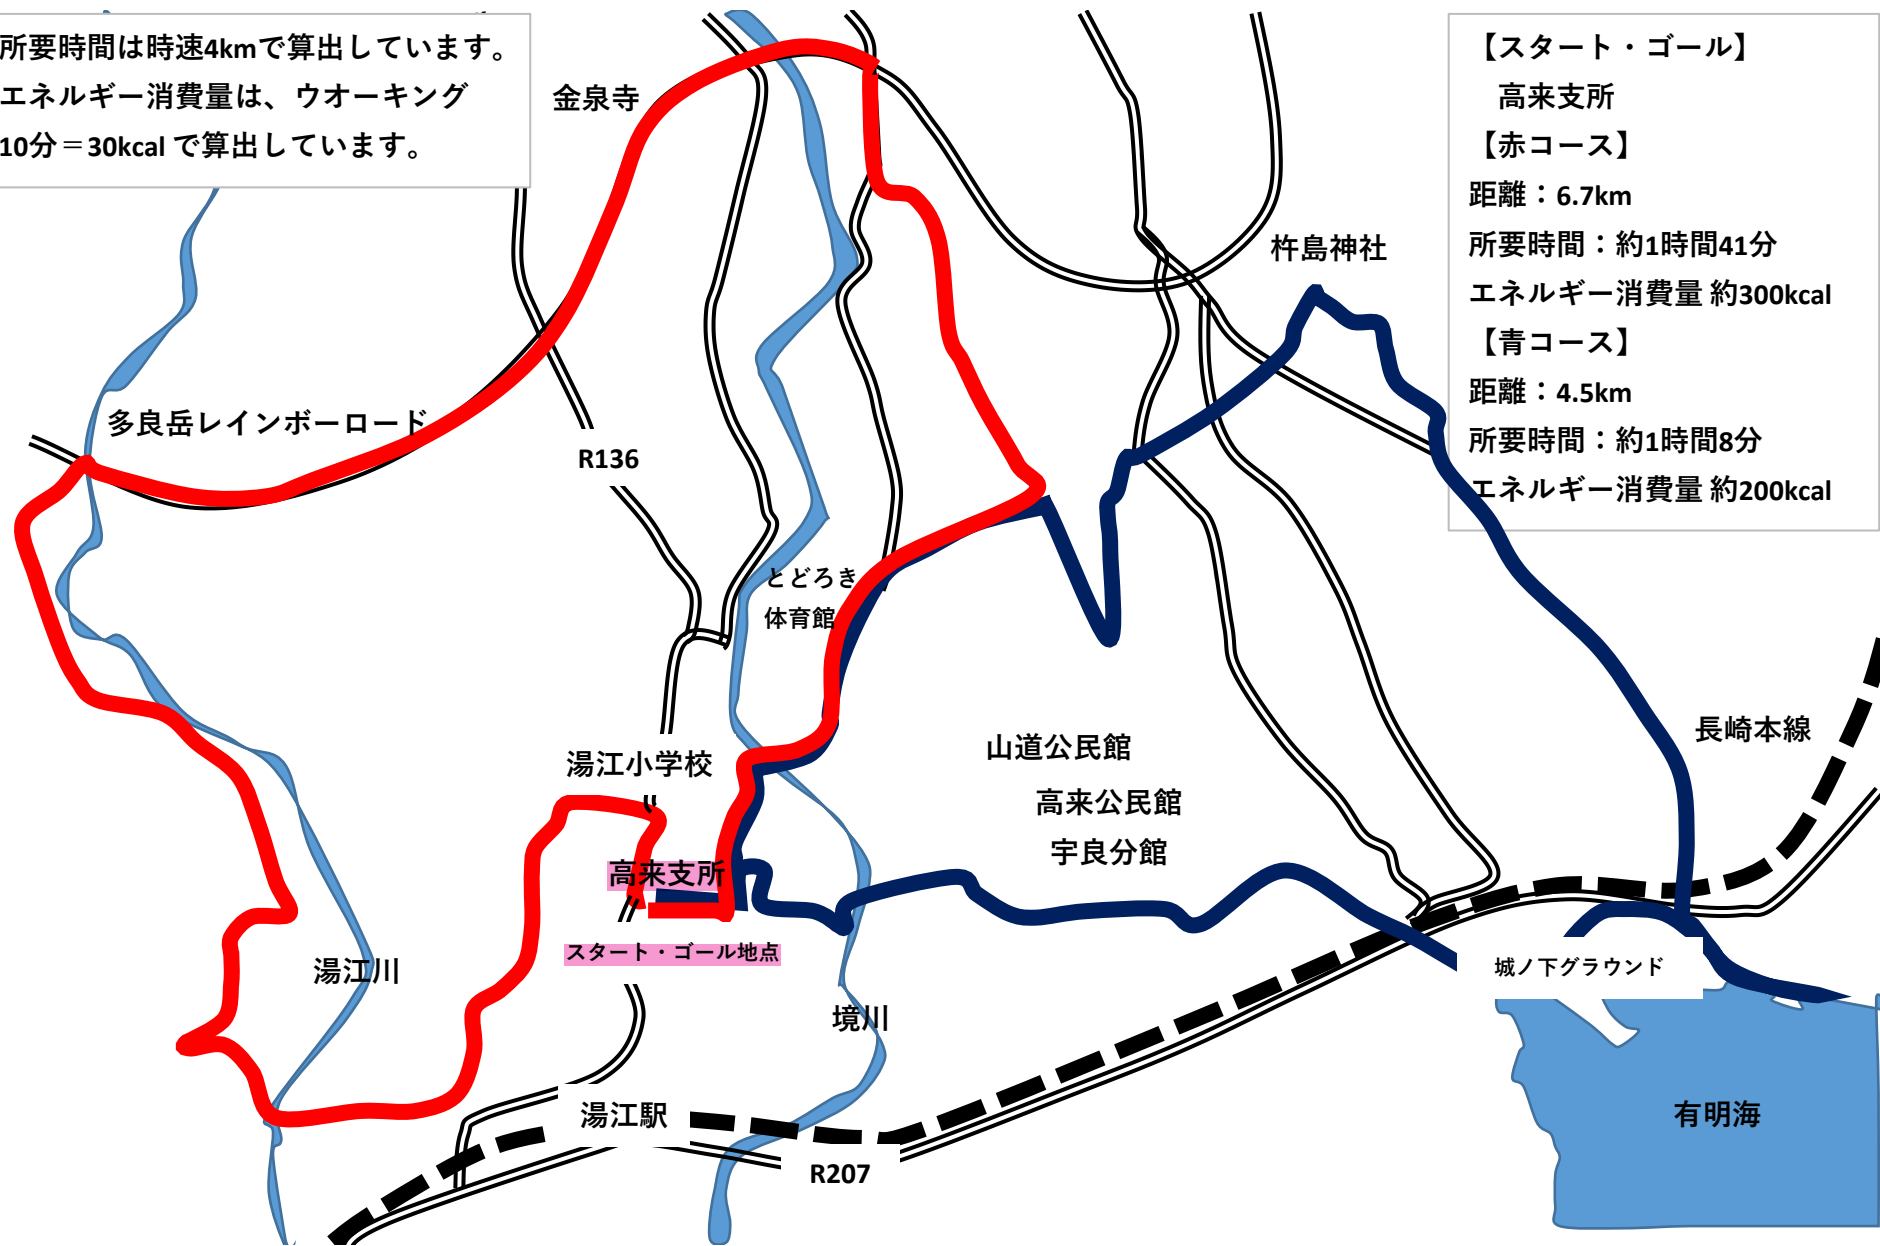 所要時間は時速4kmで算出しています。
エネルギー消費量は、ウオーキング
10分＝30kcal で算出しています。
【スタート・ゴール】
高来支所
【赤コース】
距離：6.7km
所要時間：約1時間41分
エネルギー消費量 約300kcal
【青コース】
距離：4.5km
所要時間：約1時間8分
エネルギー消費量 約200kcal
金泉寺
杵島神社
多良岳レインボーロード
R136
とどろき
体育館
長崎本線
山道公民館
湯江小学校
高来公民館
宇良分館
高来支所
スタート・ゴール地点
湯江川
城ノ下グラウンド
境川
湯江駅
有明海
R207